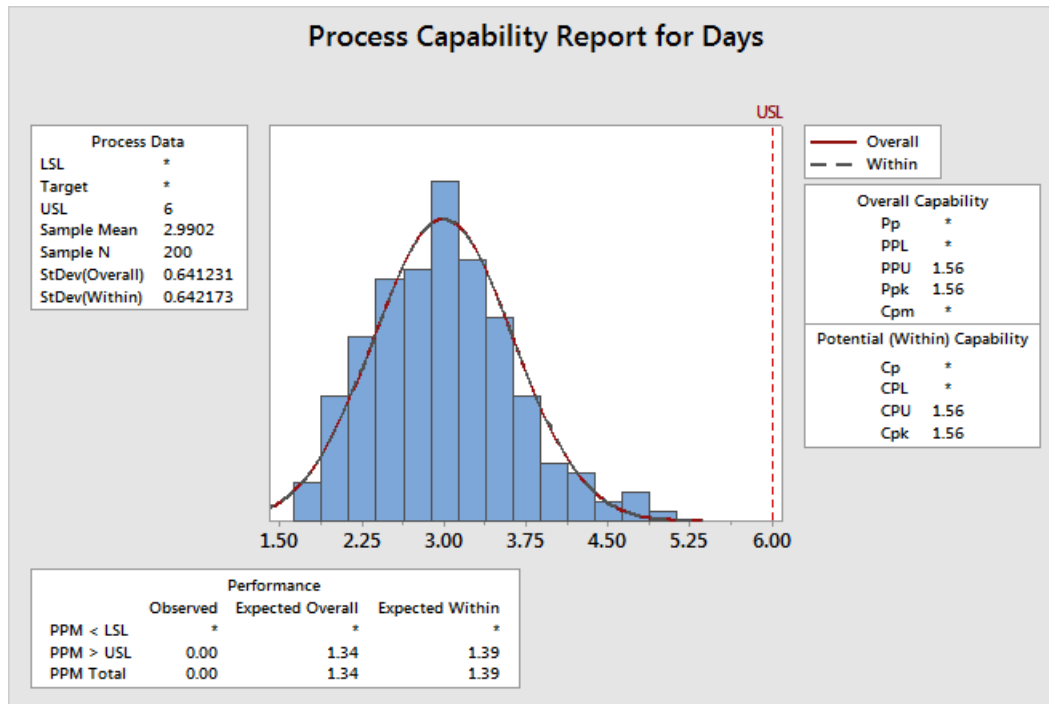 Process Capability Report for Days
USL
Process Data
LSL *
Target *
USL 6
Sample Mean 2.9902
Sample N 200
StDev(Overall) 0.641231
StDev(Within) 0.642173
Overall
Within
Overall Capability
Pp *
PPL *
PPU 1.56
Ppk 1.56
Cpm *
Potential (Within) Capability
Cp *
CPL *
CPU 1.56
Cpk 1.56
1.50 2.25 3.00 3.75 4.50 5.25 6.00
Performance
Observed Expected Overall Expected Within
PPM < LSL * * *
PPM > USL 0.00 1.34 1.39
PPM Total 0.00 1.34 1.39